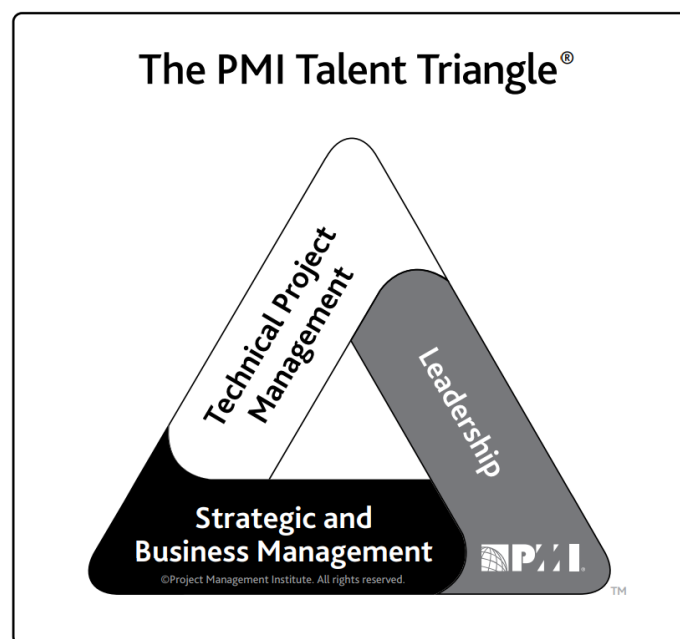 The PMI Talent Triangle®
Technical Project
Management
Leadership
Strategic and
Business Management
©Project Management Institute. All rights reserved.
PMI.
TM